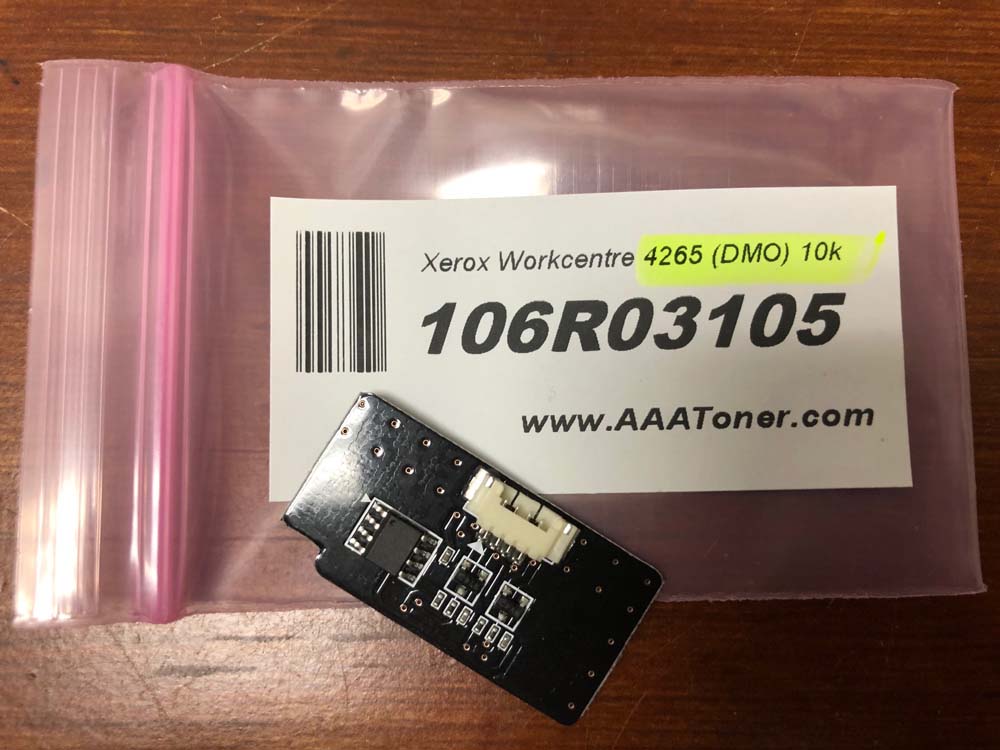 Xerox Workcentre 4265 (DMO) 10k
106R03105
www.AAAToner.com